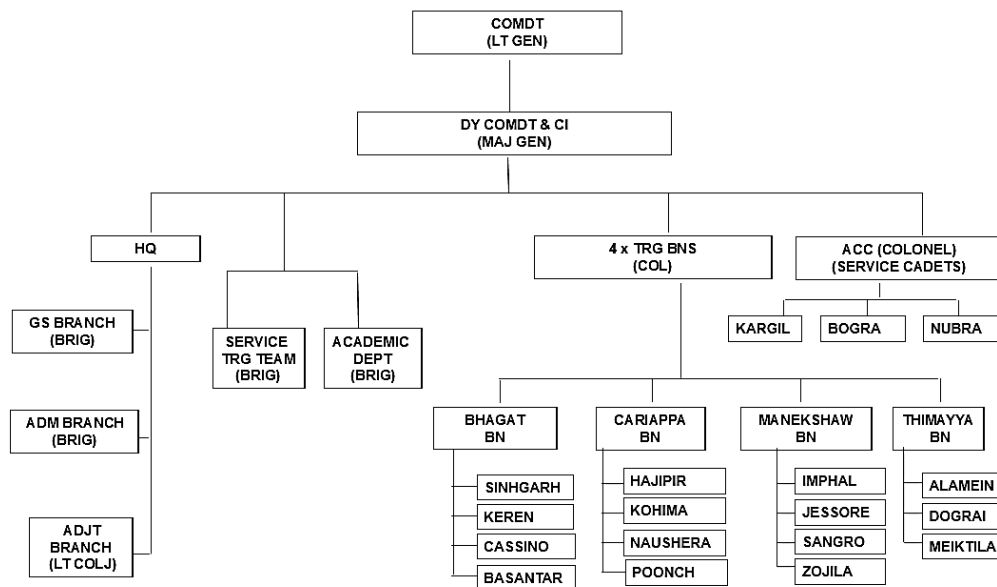 COMDT
(LT GEN)
DY COMDT & CI
(MAJ GEN)
HQ
4 x TRG BNS
(COL)
ACC (COLONEL)
(SERVICE CADETS)
KARGIL
BOGRA
NUBRA
GS BRANCH
(BRIG)
SERVICE
TRG TEAM
(BRIG)
ACADEMIC
DEPT
(BRIG)
ADM BRANCH
(BRIG)
ADJT
BRANCH
(LT COLJ)
BHAGAT
BN
SINHGARH
KEREN
CASSINO
BASANTAR
CARIAPPA
BN
HAJIPIR
KOHIMA
NAUSHERA
POONCH
MANEKSHAW
BN
IMPHAL
JESSORE
SANGRO
ZOJILA
THIMAYYA
BN
ALAMEIN
DOGRAI
MEIKTILA